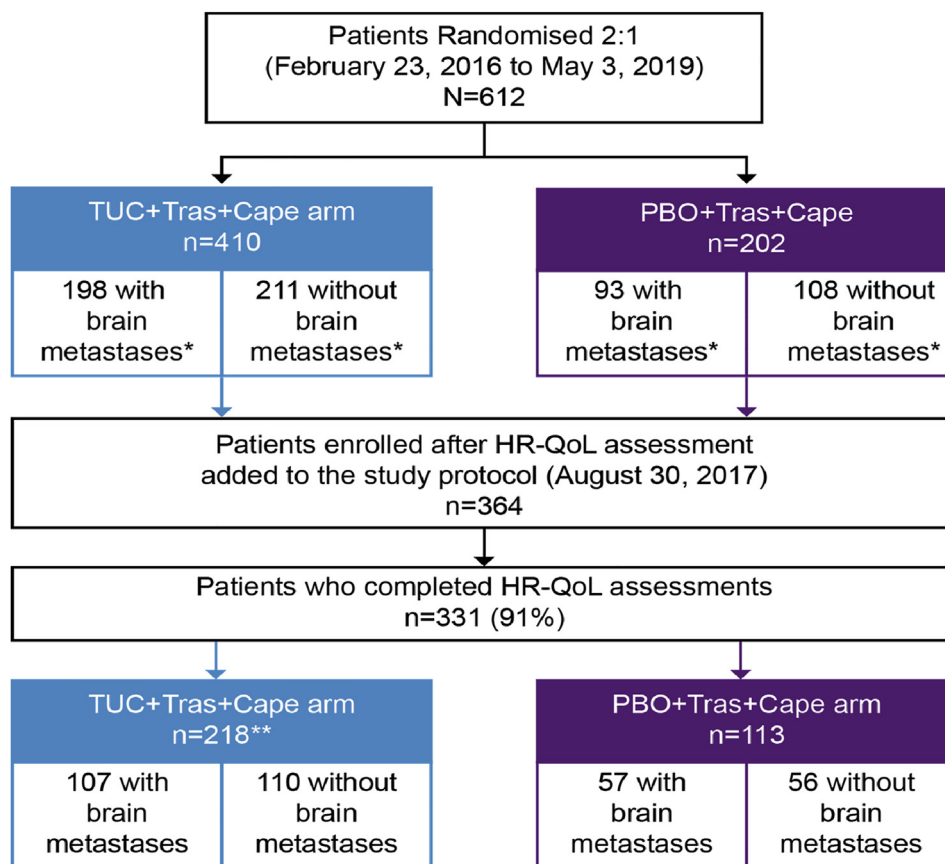 Patients Randomised 2:1
(February 23, 2016 to May 3, 2019)
N=612
TUC+Tras+Cape arm
n=410
PBO+Tras+Cape
n=202
198 with
brain
metastases*
211 without
brain
metastases*
93 with
brain
metastases*
108 without
brain
metastases*
Patients enrolled after HR-QoL assessment
added to the study protocol (August 30, 2017)
n=364
Patients who completed HR-QoL assessments
n=331 (91%)
TUC+Tras+Cape arm
n=218**
PBO+Tras+Cape arm
n=113
107 with
brain
metastases
110 without
brain
metastases
57 with
brain
metastases
56 without
brain
metastases